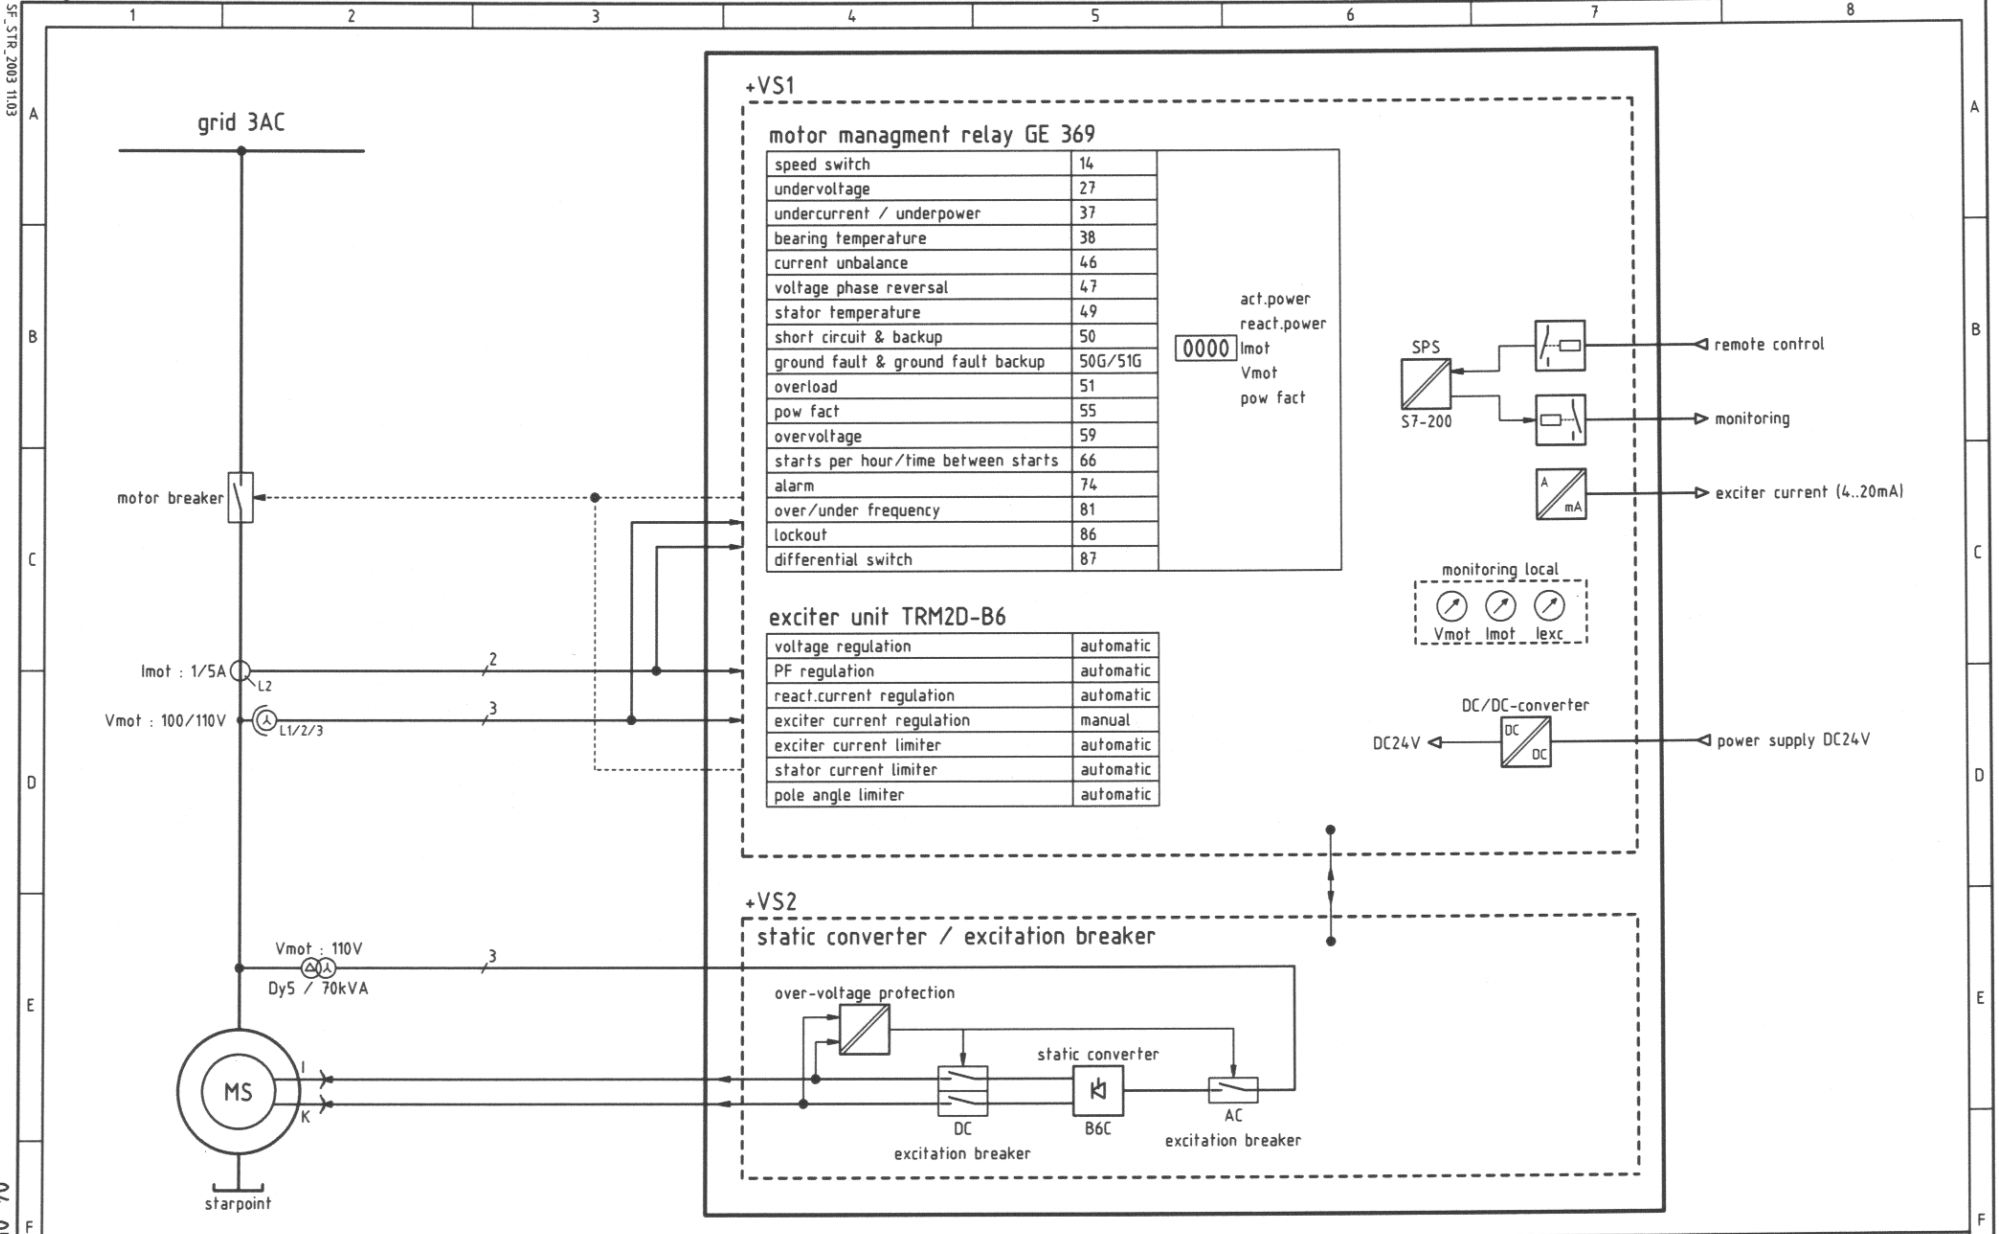 1 2 3 4 5 6 7 8
SF_STR_2003 11.03
A A
B B
C C
D D
E E
F F
grid 3AC
motor breaker
Imot : 1/5A
L2
2
Vmot : 100/110V
L1/2/3
3
Vmot : 110V
Dy5 / 70kVA
3
MS
I
K
starpoint
+VS1
motor managment relay GE 369
speed switch 14
undervoltage 27
undercurrent / underpower 37
bearing temperature 38
current unbalance 46
voltage phase reversal 47
stator temperature 49
short circuit & backup 50
ground fault & ground fault backup 50G/51G
overload 51
pow fact 55
overvoltage 59
starts per hour/time between starts 66
alarm 74
over/under frequency 81
lockout 86
differential switch 87
act.power
react.power
0000 Imot
Vmot
pow fact
exciter unit TRM2D-B6
voltage regulation automatic
PF regulation automatic
react.current regulation automatic
exciter current regulation manual
exciter current limiter automatic
stator current limiter automatic
pole angle limiter automatic
SPS
S7-200
remote control
monitoring
A
mA
exciter current (4..20mA)
monitoring local
Vmot Imot Iexc
DC/DC-converter
DC24V
DC
DC
power supply DC24V
+VS2
static converter / excitation breaker
over-voltage protection
static converter
DC
excitation breaker
B6C
AC
excitation breaker